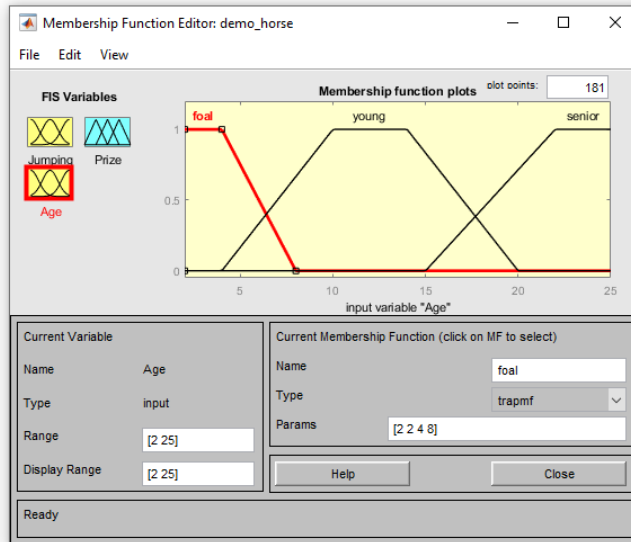 Membership Function Editor: demo_horse
File Edit View
FIS Variables
Jumping Prize
Age
Membership function plots plot points: 181
foal young senior
1
0.5
0
5 10 15 20 25
input variable "Age"
Current Variable
Name Age
Type input
Range [2 25]
Display Range [2 25]
Current Membership Function (click on MF to select)
Name foal
Type trapmf
Params [2 2 4 8]
Help Close
Ready